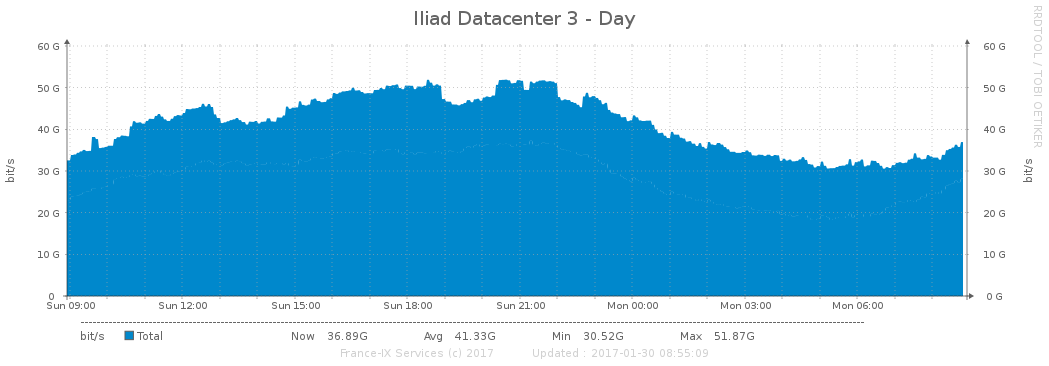 Iliad Datacenter 3 - Day
RRDTOOL / TOBI OETIKER
60 G 60 G
50 G 50 G
40 G 40 G
30 G 30 G
20 G 20 G
10 G 10 G
0 0 G
bit/s bit/s
Sun 09:00 Sun 12:00 Sun 15:00 Sun 18:00 Sun 21:00 Mon 00:00 Mon 03:00 Mon 06:00
bit/s Total Now 36.89G Avg 41.33G Min 30.52G Max 51.87G
France-IX Services (c) 2017 Updated : 2017-01-30 08:55:09